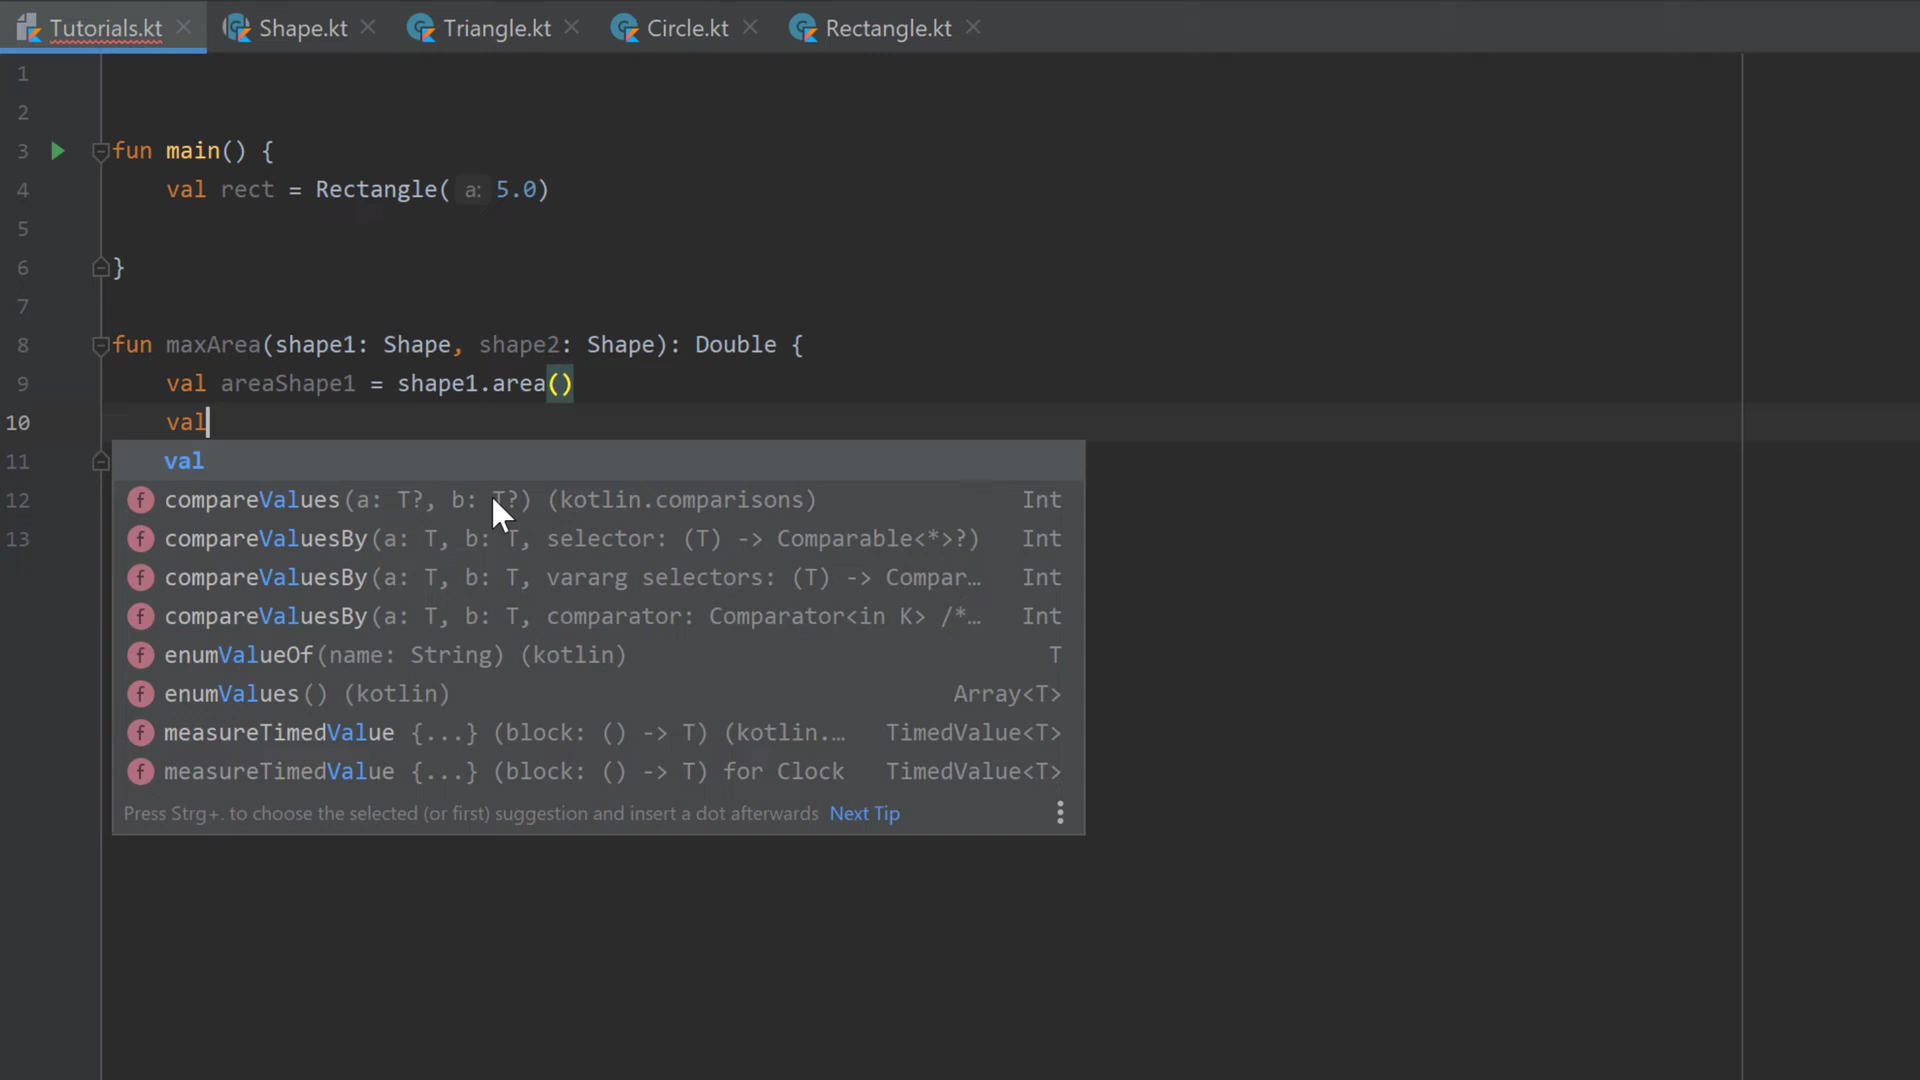 Tutorials.kt Shape.kt Triangle.kt Circle.kt Rectangle.kt
1
2
3 fun main() {
4 val rect = Rectangle( a: 5.0)
5
6 }
7
8 fun maxArea(shape1: Shape, shape2: Shape): Double {
9 val areaShape1 = shape1.area()
10 val
11 val
12 compareValues(a: T?, b: T?) (kotlin.comparisons) Int
13 compareValuesBy(a: T, b: T, selector: (T) -> Comparable<*>?) Int
compareValuesBy(a: T, b: T, vararg selectors: (T) -> Compar… Int
compareValuesBy(a: T, b: T, comparator: Comparator<in K> /*… Int
enumValueOf(name: String) (kotlin) T
enumValues() (kotlin) Array<T>
measureTimedValue {...} (block: () -> T) (kotlin.… TimedValue<T>
measureTimedValue {...} (block: () -> T) for Clock TimedValue<T>
Press Strg+. to choose the selected (or first) suggestion and insert a dot afterwards Next Tip